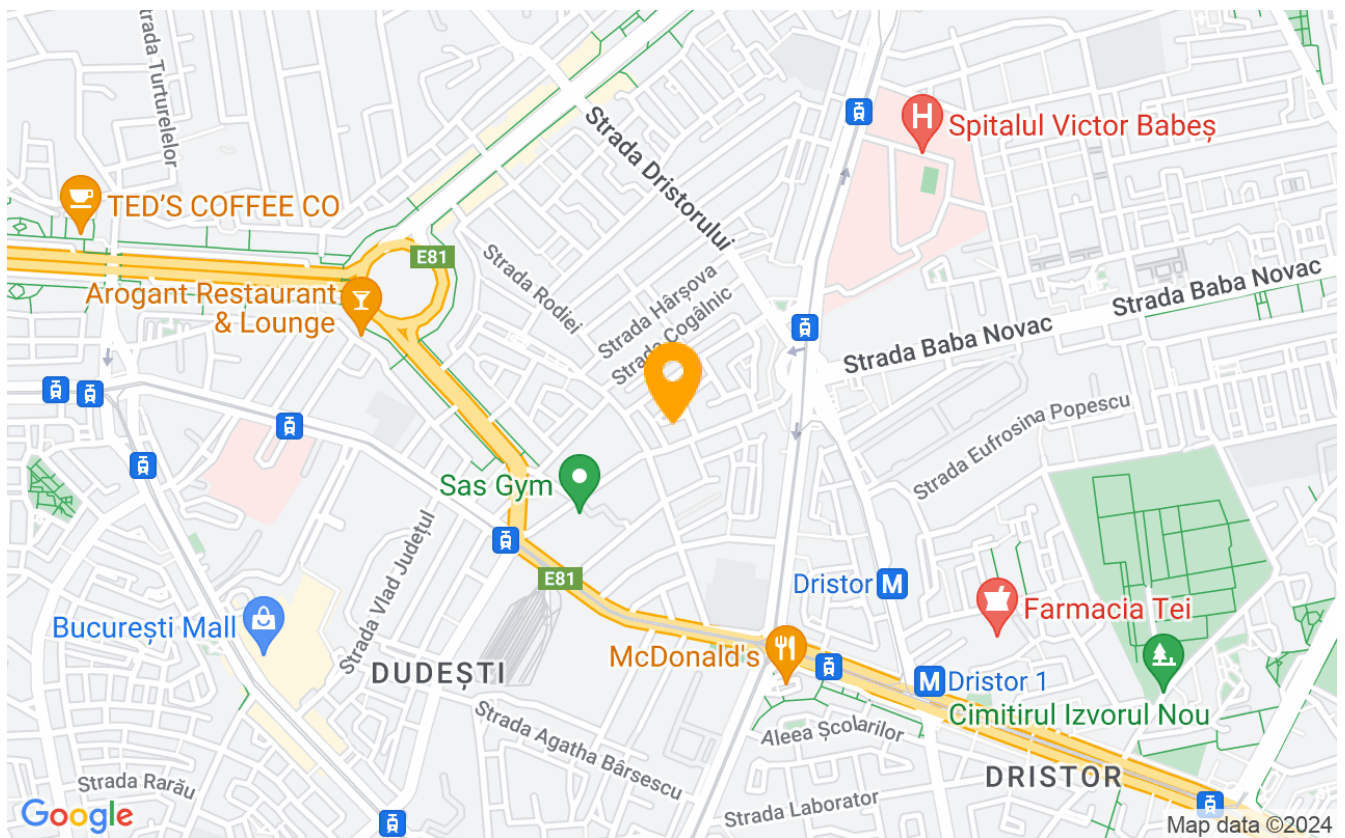 Strada Turturelelor
Strada Dristorului
H
Spitalul Victor Babeș
TED'S COFFEE CO
E81
Strada Rodiei
Strada Hârșova
Strada Cogâlnic
Arogant Restaurant
& Lounge
Strada Baba Novac
Strada Baba Novac
Strada Eufrosina Popescu
Sas Gym
Strada Vlad Județul
E81
Dristor M
Farmacia Tei
București Mall
McDonald's
DUDEȘTI
M Dristor 1
Cimitirul Izvorul Nou
Strada Agatha Bârsescu
Aleea Școlarilor
DRISTOR
Strada Rarău
Strada Laborator
Google
Map data ©2024